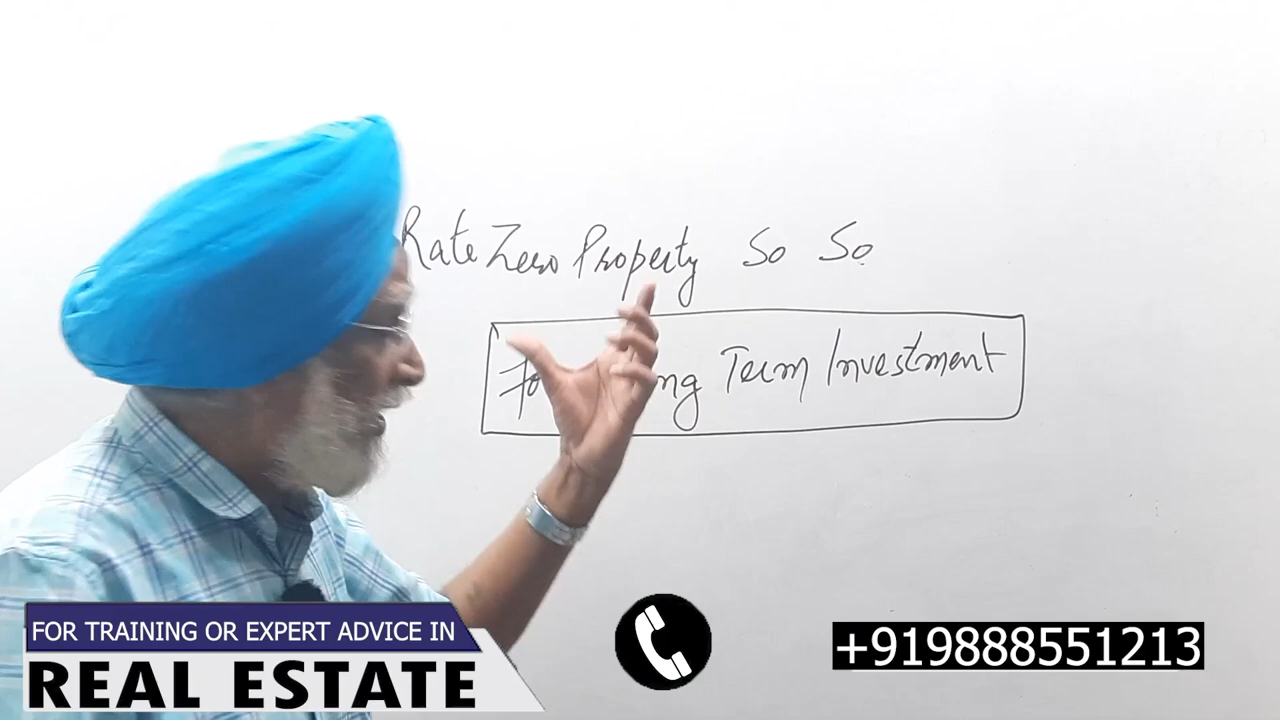 Rate Zero Property So So
Term Investment
FOR TRAINING OR EXPERT ADVICE IN
REAL ESTATE
+919888551213